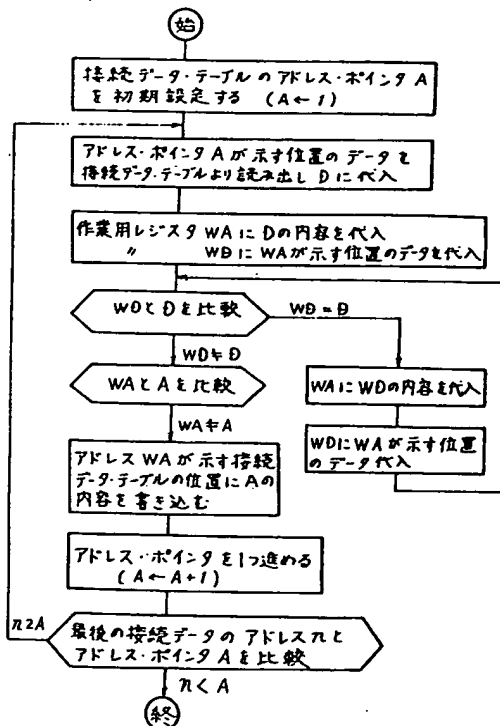 始
接続データ・テーブルのアドレス・ポインタA
を初期設定する (A←1)
アドレス・ポインタAが示す位置のデータを
接続データ・テーブルより読み出しDに代入
作業用レジスタWAにDの内容を代入
〃 WDにWAが示す位置のデータを代入
WDとDを比較
WD=D
WD≠D
WAにWDの内容を代入
WAとAを比較
WA≠A
WDにWAが示す位置
のデータ代入
アドレスWAが示す接続
データ・テーブルの位置にAの
内容を書き込む
アドレス・ポインタを1つ進める
(A←A+1)
n≥A
最後の接続データのアドレスnと
アドレス・ポインタAを比較
n<A
終